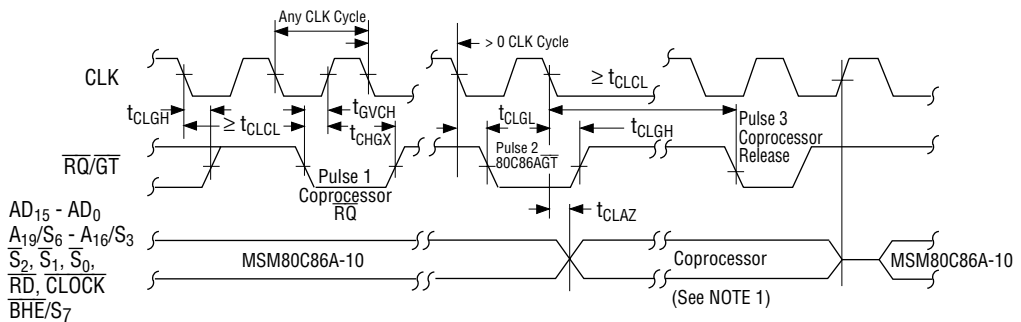 Any CLK Cycle
> 0 CLK Cycle
CLK
≥ tCLCL
tCLGH
≥ tCLCL
tGVCH
tCHGX
tCLGL
tCLGH
Pulse 3
Coprocessor
Release
RQ/GT
Pulse 1
Coprocessor
RQ
Pulse 2
80C86AGT
tCLAZ
AD15 - AD0
A19/S6 - A16/S3
S2, S1, S0,
RD, CLOCK
BHE/S7
MSM80C86A-10
Coprocessor
(See NOTE 1)
MSM80C86A-10